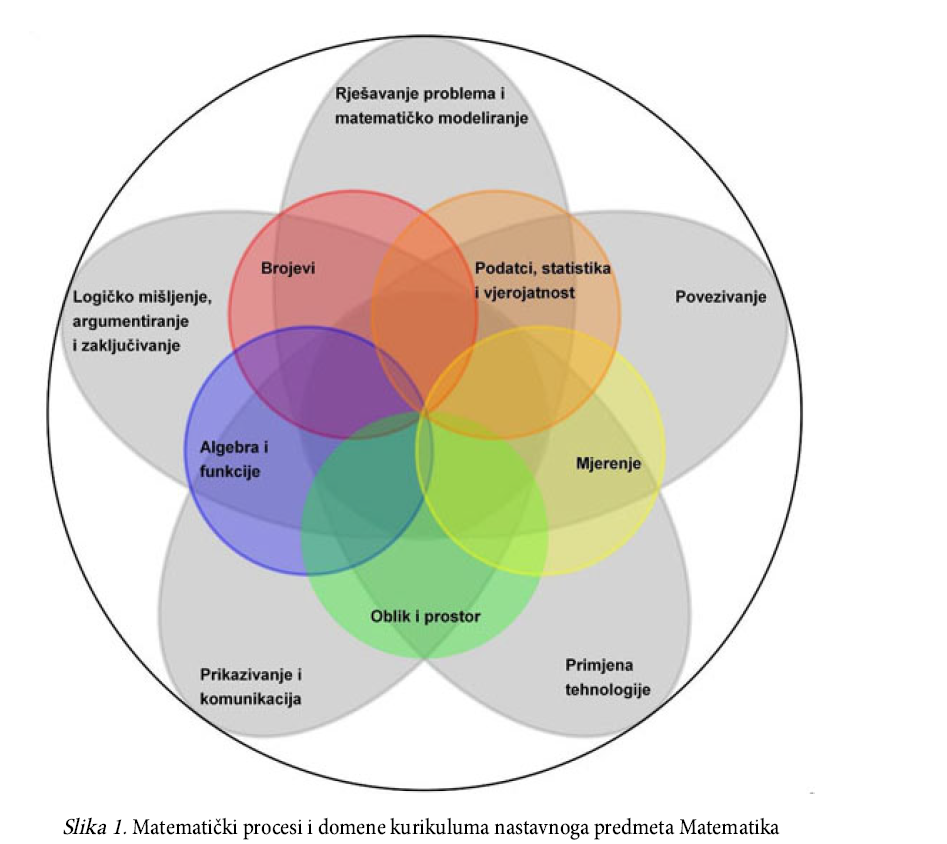 Rješavanje problema i
matematičko modeliranje
Brojevi
Podatci, statistika
i vjerojatnost
Logičko mišljenje,
argumentiranje
i zaključivanje
Povezivanje
Algebra i
funkcije
Mjerenje
Oblik i prostor
Prikazivanje i
komunikacija
Primjena
tehnologije
Slika 1. Matematički procesi i domene kurikuluma nastavnoga predmeta Matematika